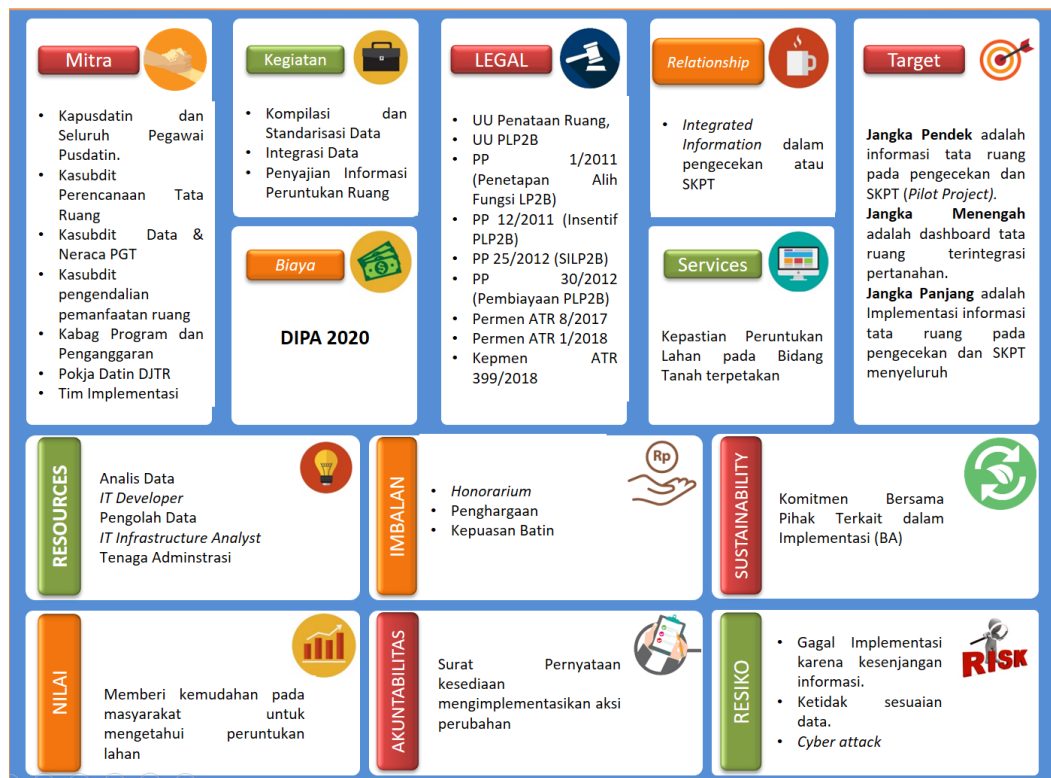 Mitra
Kapusdatin dan
Seluruh Pegawai
Pusdatin.
Kasubdit
Perencanaan Tata
Ruang
Kasubdit Data &
Neraca PGT
Kasubdit
pengendalian
pemanfaatan ruang
Kabag Program dan
Penganggaran
Pokja Datin DJTR
Tim Implementasi
Kegiatan
Kompilasi dan
Standarisasi Data
Integrasi Data
Penyajian Informasi
Peruntukan Ruang
Biaya
DIPA 2020
LEGAL
UU Penataan Ruang,
UU PLP2B
PP 1/2011
(Penetapan Alih
Fungsi LP2B)
PP 12/2011 (Insentif
PLP2B)
PP 25/2012 (SILP2B)
PP 30/2012
(Pembiayaan PLP2B)
Permen ATR 8/2017
Permen ATR 1/2018
Kepmen ATR
399/2018
Relationship
Integrated
Information dalam
pengecekan atau
SKPT
Services
Kepastian Peruntukan
Lahan pada Bidang
Tanah terpetakan
Target
Jangka Pendek adalah
informasi tata ruang
pada pengecekan dan
SKPT (Pilot Project).
Jangka Menengah
adalah dashboard tata
ruang terintegrasi
pertanahan.
Jangka Panjang adalah
Implementasi informasi
tata ruang pada
pengecekan dan SKPT
menyeluruh
RESOURCES
Analis Data
IT Developer
Pengolah Data
IT Infrastructure Analyst
Tenaga Adminstrasi
IMBALAN
Rp
Honorarium
Penghargaan
Kepuasan Batin
SUSTAINABILITY
Komitmen Bersama
Pihak Terkait dalam
Implementasi (BA)
NILAI
Memberi kemudahan pada
masyarakat untuk
mengetahui peruntukan
lahan
AKUNTABILITAS
Surat Pernyataan
kesediaan
mengimplementasikan aksi
perubahan
RESIKO
Gagal Implementasi
karena kesenjangan
informasi.
Ketidak sesuaian
data.
Cyber attack
RISK